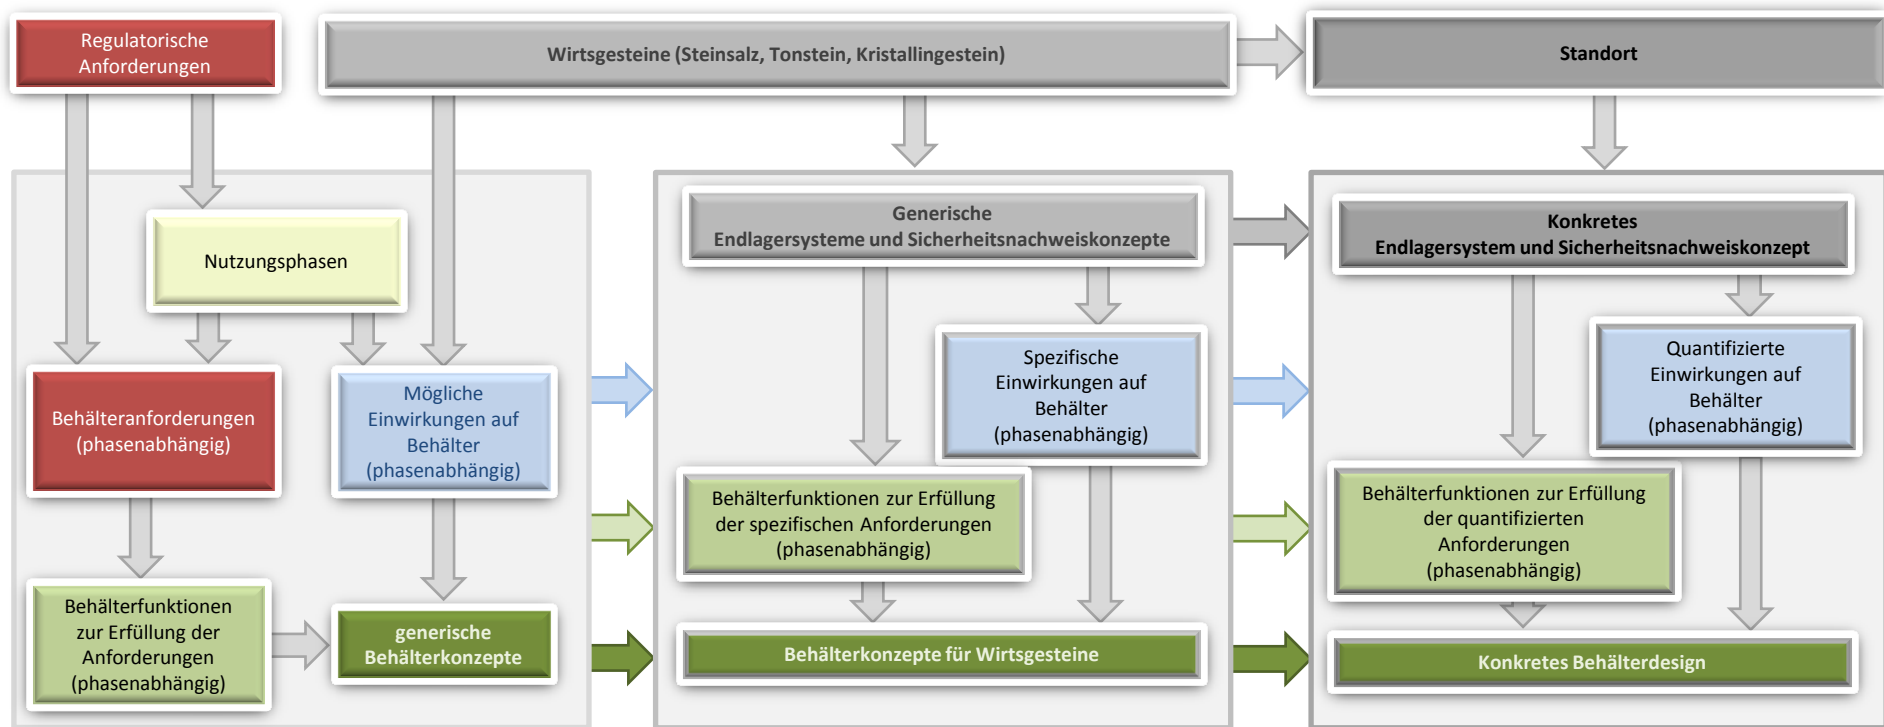 Regulatorische
Anforderungen
Wirtsgesteine (Steinsalz, Tonstein, Kristallingestein)
Standort
Nutzungsphasen
Behälteranforderungen
(phasenabhängig)
Mögliche
Einwirkungen auf
Behälter
(phasenabhängig)
Behälterfunktionen
zur Erfüllung der
Anforderungen
(phasenabhängig)
generische
Behälterkonzepte
Generische
Endlagersysteme und Sicherheitsnachweiskonzepte
Spezifische
Einwirkungen auf
Behälter
(phasenabhängig)
Behälterfunktionen zur Erfüllung
der spezifischen Anforderungen
(phasenabhängig)
Behälterkonzepte für Wirtsgesteine
Konkretes
Endlagersystem und Sicherheitsnachweiskonzept
Quantifizierte
Einwirkungen auf
Behälter
(phasenabhängig)
Behälterfunktionen zur Erfüllung
der quantifizierten
Anforderungen
(phasenabhängig)
Konkretes Behälterdesign